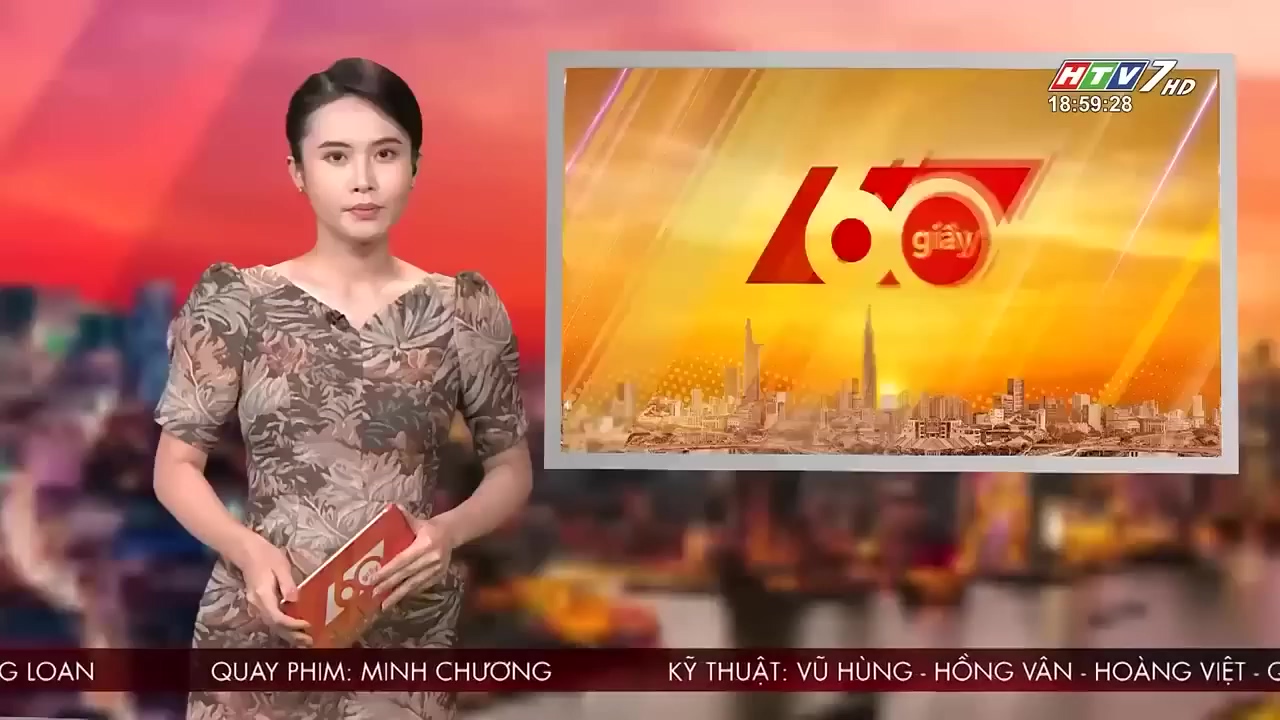 HTV7 HD
18:59:28
60 giây
60
G LOAN QUAY PHIM: MINH CHƯƠNG KỸ THUẬT: VŨ HÙNG - HỒNG VÂN - HOÀNG VIỆT -